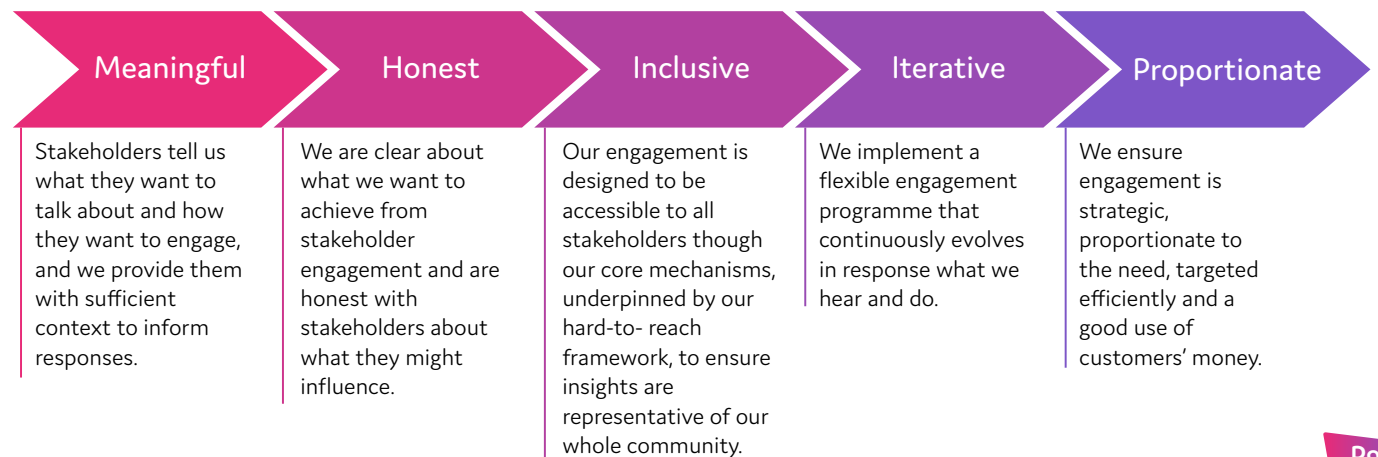 Meaningful
Stakeholders tell us
what they want to
talk about and how
they want to engage,
and we provide them
with sufficient
context to inform
responses.
Honest
We are clear about
what we want to
achieve from
stakeholder
engagement and are
honest with
stakeholders about
what they might
influence.
Inclusive
Our engagement is
designed to be
accessible to all
stakeholders though
our core mechanisms,
underpinned by our
hard-to- reach
framework, to ensure
insights are
representative of our
whole community.
Iterative
We implement a
flexible engagement
programme that
continuously evolves
in response what we
hear and do.
Proportionate
We ensure
engagement is
strategic,
proportionate to
the need, targeted
efficiently and a
good use of
customers’ money.